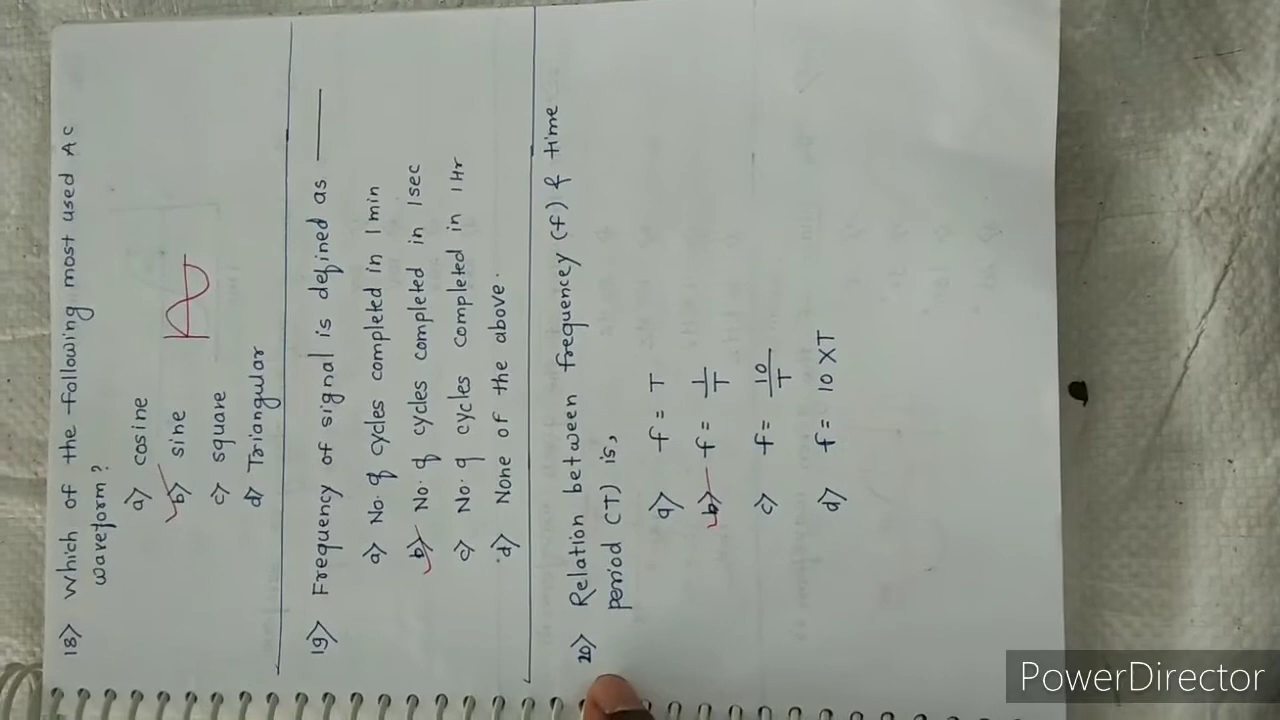 18) Which of the following most used AC
waveform?
a) cosine
b) sine
c) square
d) Triangular
19) Frequency of signal is defined as ____
a) No. of cycles completed in 1 min
b) No. of cycles completed in 1 sec
c) No. of cycles completed in 1 Hr
d) None of the above.
20) Relation between frequency (f) & time
period (T) is,
a) f = T
b) f = 1/T
c) f = 10/T
d) f = 10 X T
PowerDirector